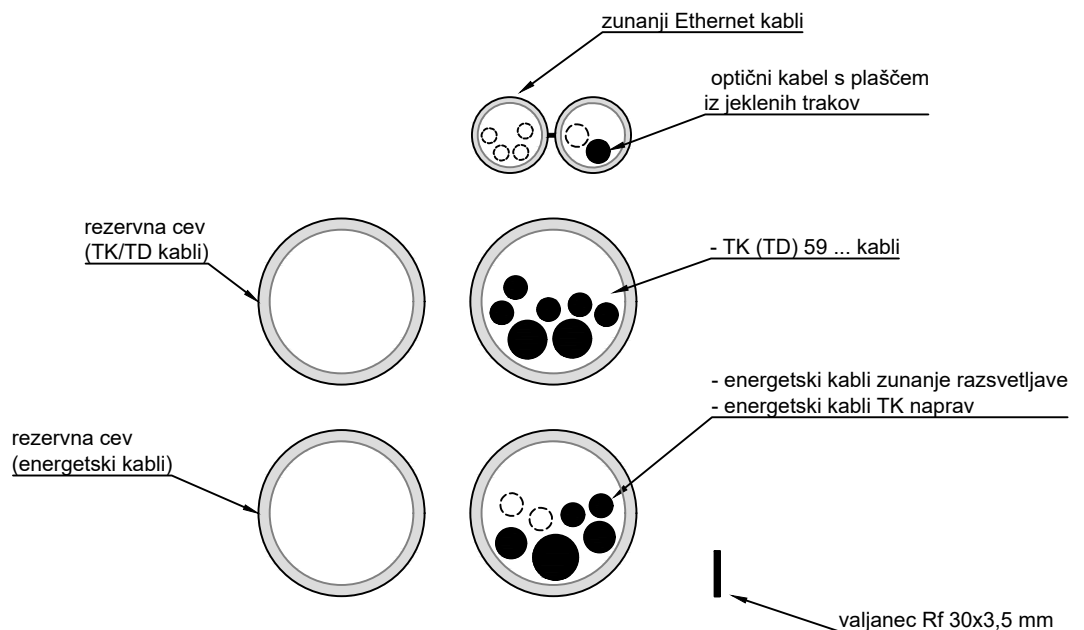 zunanji Ethernet kabli
optični kabel s plaščem
iz jeklenih trakov
rezervna cev
(TK/TD kabli)
- TK (TD) 59 ... kabli
- energetski kabli zunanje razsvetljave
- energetski kabli TK naprav
rezervna cev
(energetski kabli)
valjanec Rf 30x3,5 mm